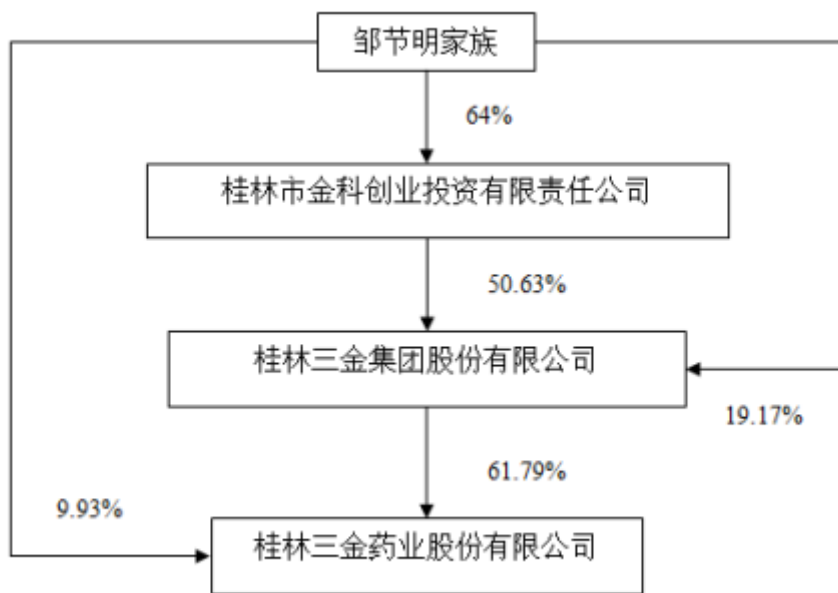 邹节明家族
64%
桂林市金科创业投资有限责任公司
50.63%
桂林三金集团股份有限公司
19.17%
61.79%
9.93%
桂林三金药业股份有限公司